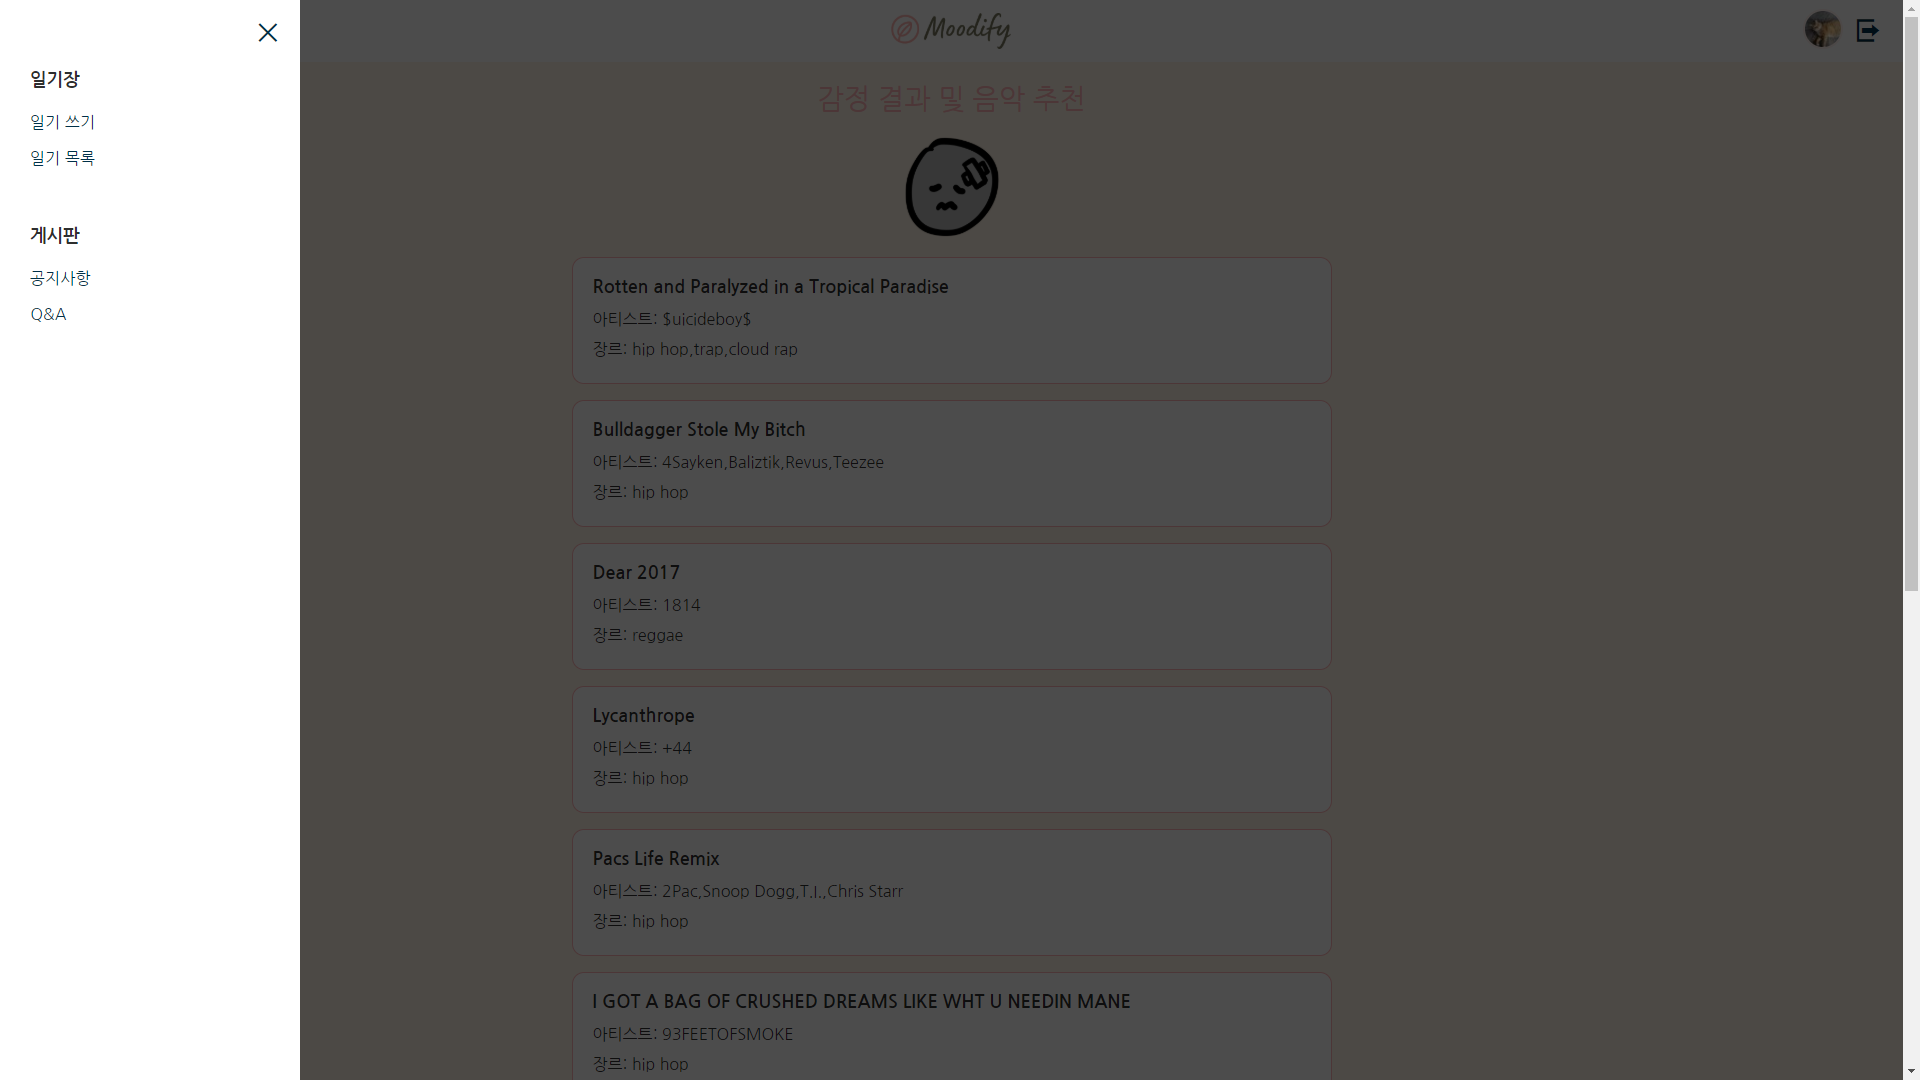 일기장
일기 쓰기
일기 목록
게시판
공지사항
Q&A
Moodify
감정 결과 및 음악 추천
Rotten and Paralyzed in a Tropical Paradise
아티스트: $uicideboy$
장르: hip hop,trap,cloud rap
Bulldagger Stole My Bitch
아티스트: 4Sayken,Baliztik,Revus,Teezee
장르: hip hop
Dear 2017
아티스트: 1814
장르: reggae
Lycanthrope
아티스트: +44
장르: hip hop
Pacs Life Remix
아티스트: 2Pac,Snoop Dogg,T.I.,Chris Starr
장르: hip hop
I GOT A BAG OF CRUSHED DREAMS LIKE WHT U NEEDIN MANE
아티스트: 93FEETOFSMOKE
장르: hip hop